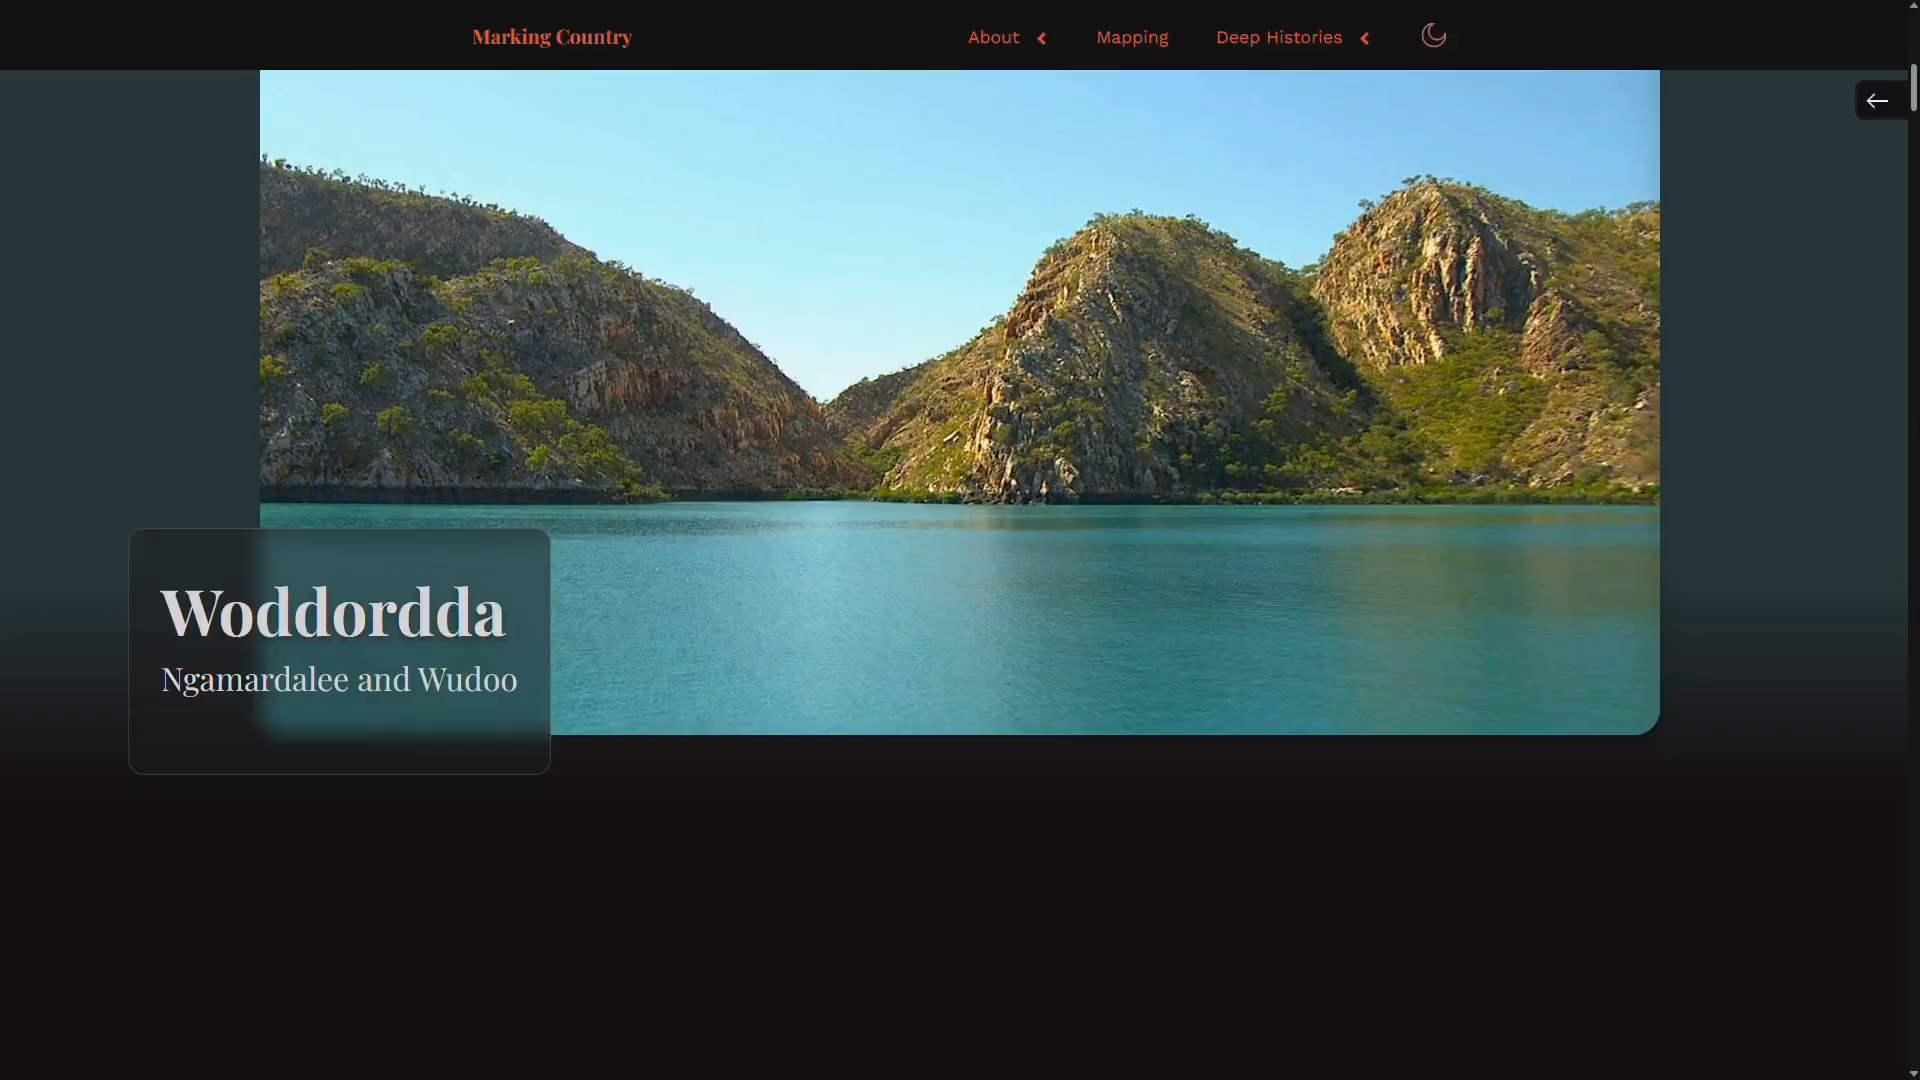 Marking Country
About
Mapping
Deep Histories
Woddordda
Ngamardalee and Wudoo